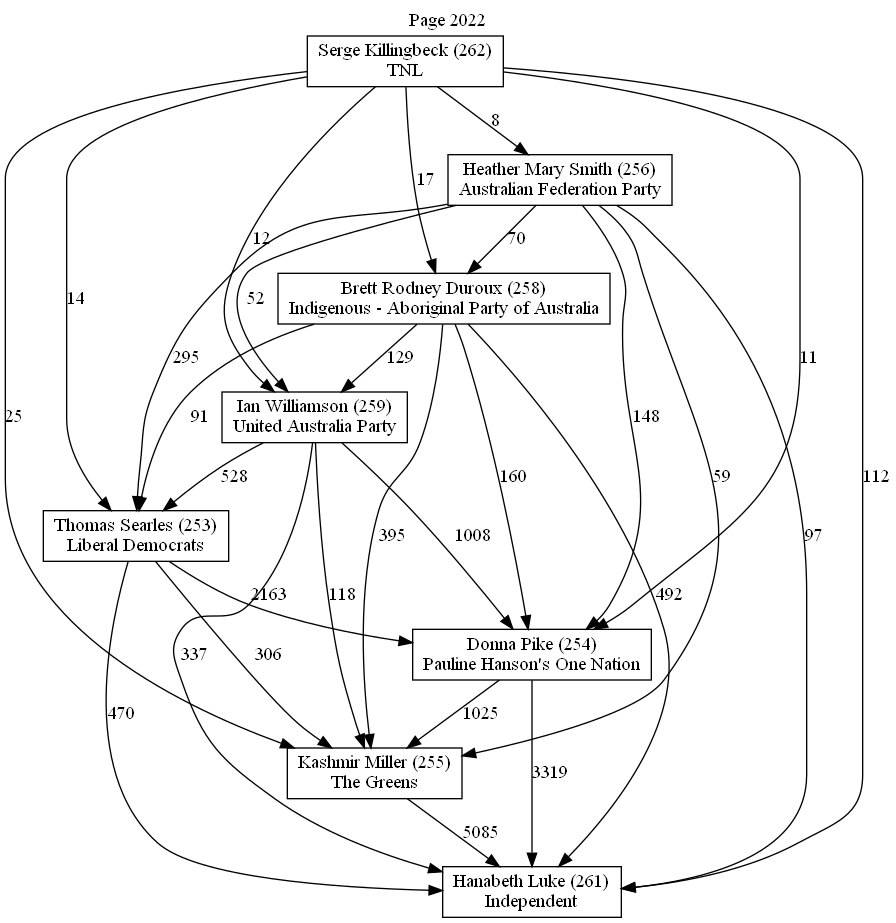 Page 2022
Serge Killingbeck (262)
TNL
8
Heather Mary Smith (256)
Australian Federation Party
17
12
70
Brett Rodney Duroux (258)
Indigenous - Aboriginal Party of Australia
52
14
295
129
11
91
Ian Williamson (259)
United Australia Party
25
148
528
160
59
112
Thomas Searles (253)
Liberal Democrats
395
1008
97
2163
118
492
337
306
Donna Pike (254)
Pauline Hanson's One Nation
470
1025
Kashmir Miller (255)
The Greens
3319
5085
Hanabeth Luke (261)
Independent